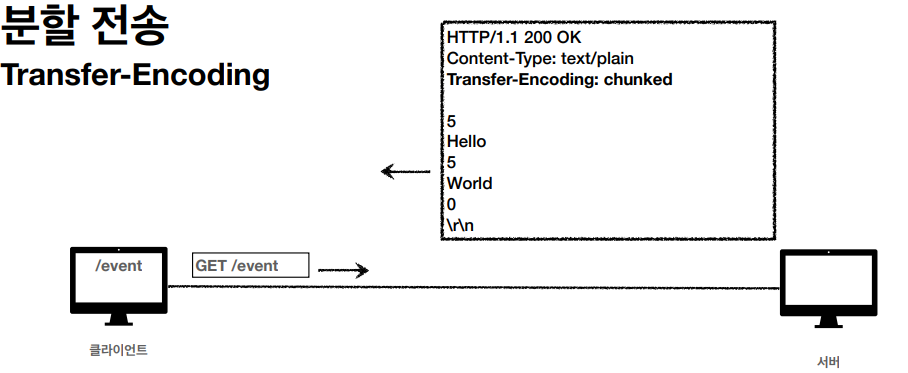 분할 전송
Transfer-Encoding
HTTP/1.1 200 OK
Content-Type: text/plain
Transfer-Encoding: chunked
5
Hello
5
World
0
\r\n
/event
GET /event
클라이언트
서버